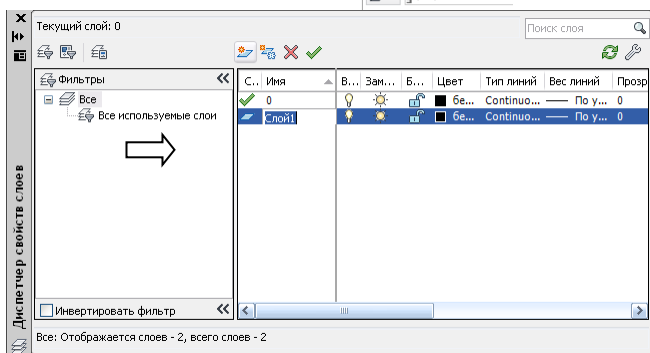 Текущий слой: 0
Поиск слоя
Фильтры
Все
Все используемые слои
С.. Имя В... Зам... Б... Цвет Тип линий Вес линий Прозр
0 бе... Continuo... По у... 0
Слой1 бе... Continuo... По у... 0
Инвертировать фильтр
Все: Отображается слоев - 2, всего слоев - 2
Диспетчер свойств слоев